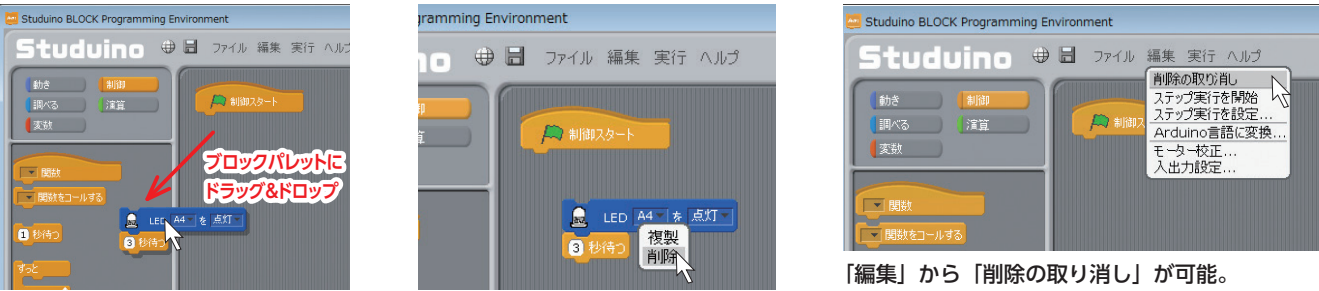 Studuino BLOCK Programming Environment
Studuino
ファイル 編集 実行 ヘルプ
動き 制御
調べる 演算
変数
制御スタート
関数
関数をコールする
1 秒待つ
ずっと
LED A4 を 点灯
3 秒待つ
ブロックパレットに
ドラッグ&ドロップ
gramming Environment
no
ファイル 編集 実行 ヘルプ
制御スタート
LED A4 を 点灯
3 秒待つ
複製
削除
Studuino BLOCK Programming Environment
Studuino
ファイル 編集 実行 ヘルプ
動き 制御
調べる 演算
変数
制御ス
削除の取り消し
ステップ実行を開始
ステップ実行を設定...
Arduino言語に変換...
モーター校正...
入出力設定...
関数
関数をコールする
「編集」から「削除の取り消し」が可能。